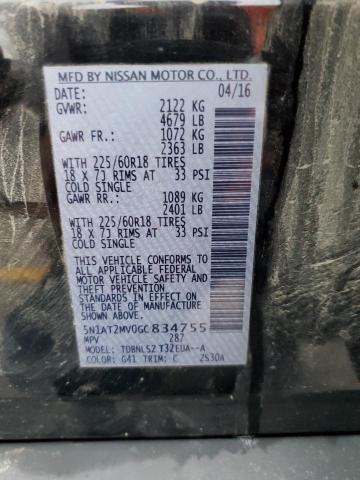 MFD BY NISSAN MOTOR CO., LTD.
DATE: 04/16
GVWR: 2122 KG
4679 LB
GAWR FR.: 1072 KG
2363 LB
WITH 225/60R18 TIRES
18 X 7J RIMS AT 33 PSI
COLD SINGLE
GAWR RR.: 1089 KG
2401 LB
WITH 225/60R18 TIRES
18 X 7J RIMS AT 33 PSI
COLD SINGLE
THIS VEHICLE CONFORMS TO
ALL APPLICABLE FEDERAL
MOTOR VEHICLE SAFETY AND
THEFT PREVENTION
STANDARDS IN EFFECT ON
THE DATE OF MANUFACTURE
SHOWN ABOVE.
5N1AT2MV0GC834755
MPV 287
MODEL: TDBNLSZ T32EUA--A
COLOR: G41 TRIM: C 2S30A